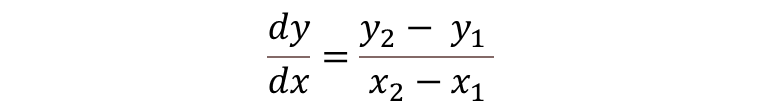 dy/dx = (y₂ − y₁)/(x₂ − x₁)